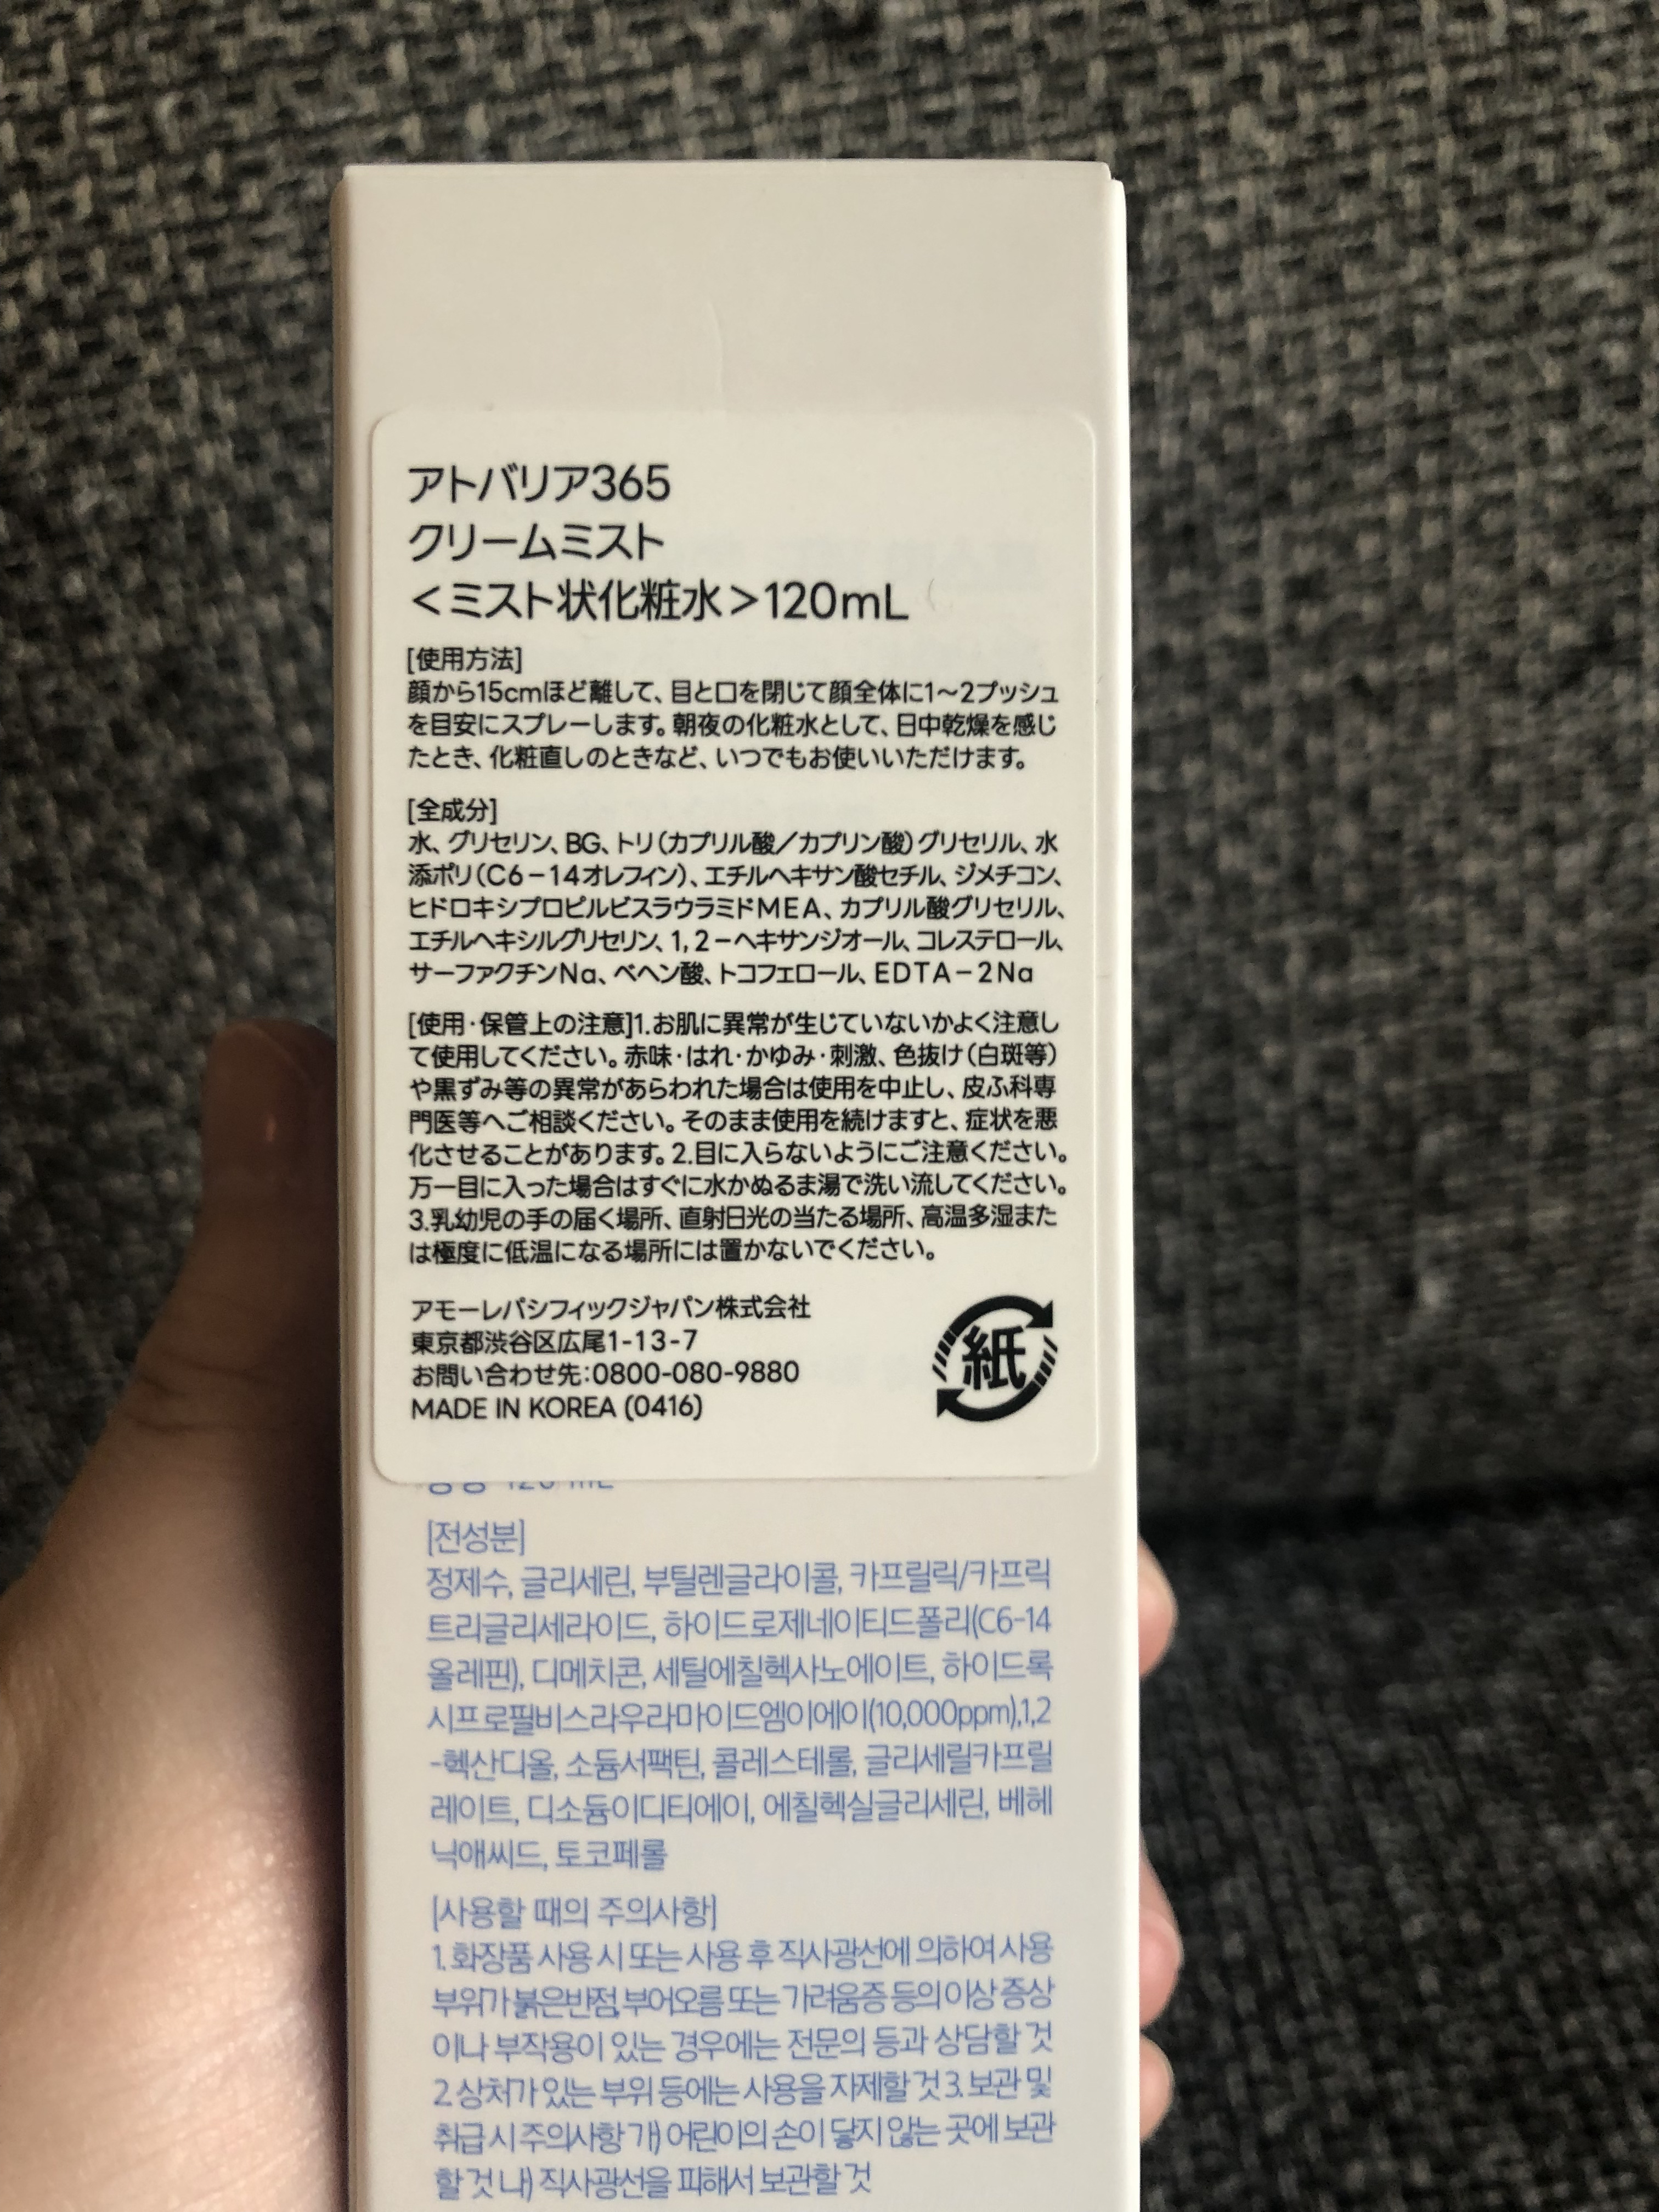 アトバリア365
クリームミスト
<ミスト状化粧水>120mL
[使用方法]
顔から15cmほど離して、目と口を閉じて顔全体に1〜2プッシュ
を目安にスプレーします。朝夜の化粧水として、日中乾燥を感じ
たとき、化粧直しのときなど、いつでもお使いいただけます。
[全成分]
水、グリセリン、BG、トリ(カプリル酸/カプリン酸)グリセリル、水
添ポリ(C6-14オレフィン)、エチルヘキサン酸セチル、ジメチコン、
ヒドロキシプロピルビスラウラミドMEA、カプリル酸グリセリル、
エチルヘキシルグリセリン、1,2-ヘキサンジオール、コレステロール、
サーファクチンNa、ベヘン酸、トコフェロール、EDTA-2Na
[使用・保管上の注意]1.お肌に異常が生じていないかよく注意し
て使用してください。赤味・はれ・かゆみ・刺激、色抜け(白斑等)
や黒ずみ等の異常があらわれた場合は使用を中止し、皮ふ科専
門医等へご相談ください。そのまま使用を続けますと、症状を悪
化させることがあります。2.目に入らないようにご注意ください。
万一目に入った場合はすぐに水かぬるま湯で洗い流してください。
3.乳幼児の手の届く場所、直射日光の当たる場所、高温多湿また
は極度に低温になる場所には置かないでください。
アモーレパシフィックジャパン株式会社
東京都渋谷区広尾1-13-7
お問い合わせ先:0800-080-9880
MADE IN KOREA (0416)
紙
[전성분]
정제수, 글리세린, 부틸렌글라이콜, 카프릴릭/카프릭
트리글리세라이드, 하이드로제네이티드폴리(C6-14
올레핀), 디메치콘, 세틸에칠헥사노에이트, 하이드록
시프로필비스라우라마이드엠이에이(10,000ppm),1,2
-헥산디올, 소듐서팩틴, 콜레스테롤, 글리세릴카프릴
레이트, 디소듐이디티에이, 에칠헥실글리세린, 베헤
닉애씨드, 토코페롤
[사용할 때의 주의사항]
1. 화장품 사용 시 또는 사용 후 직사광선에 의하여 사용
부위가 붉은반점, 부어오름 또는 가려움증 등의 이상 증상
이나 부작용이 있는 경우에는 전문의 등과 상담할 것
2. 상처가 있는 부위 등에는 사용을 자제할 것 3. 보관 및
취급 시 주의사항 가) 어린이의 손이 닿지 않는 곳에 보관
할 것 나) 직사광선을 피해서 보관할 것